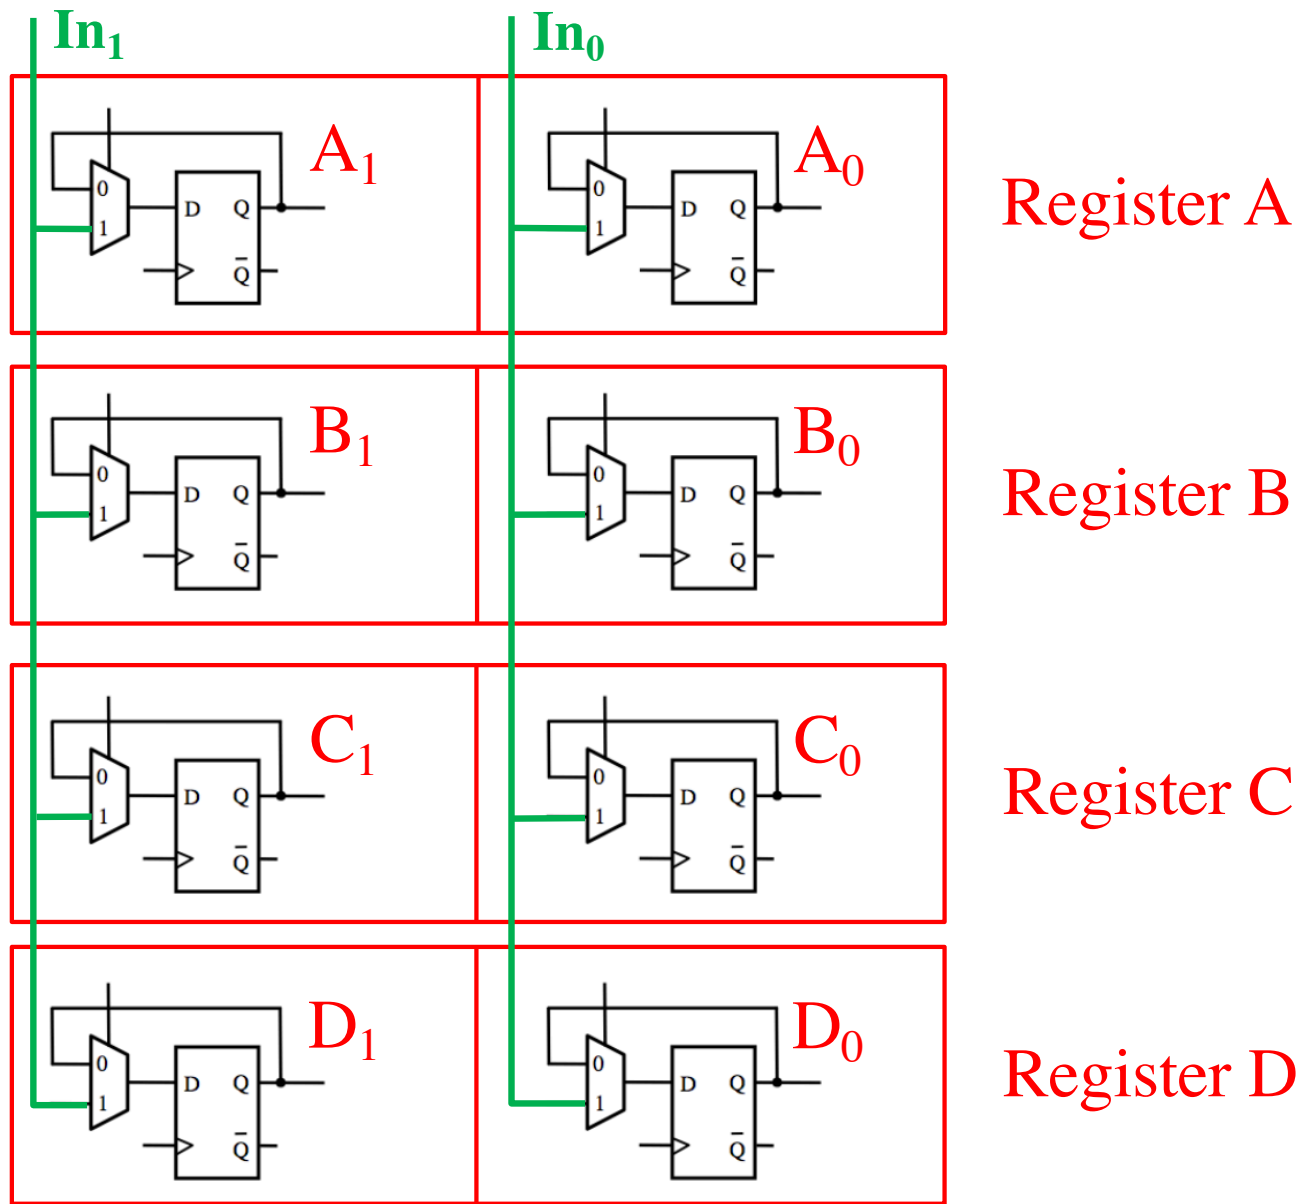 In₁ In₀
A₁ A₀
0 1 D Q Q̅ 0 1 D Q Q̅
Register A
B₁ B₀
0 1 D Q Q̅ 0 1 D Q Q̅
Register B
C₁ C₀
0 1 D Q Q̅ 0 1 D Q Q̅
Register C
D₁ D₀
0 1 D Q Q̅ 0 1 D Q Q̅
Register D